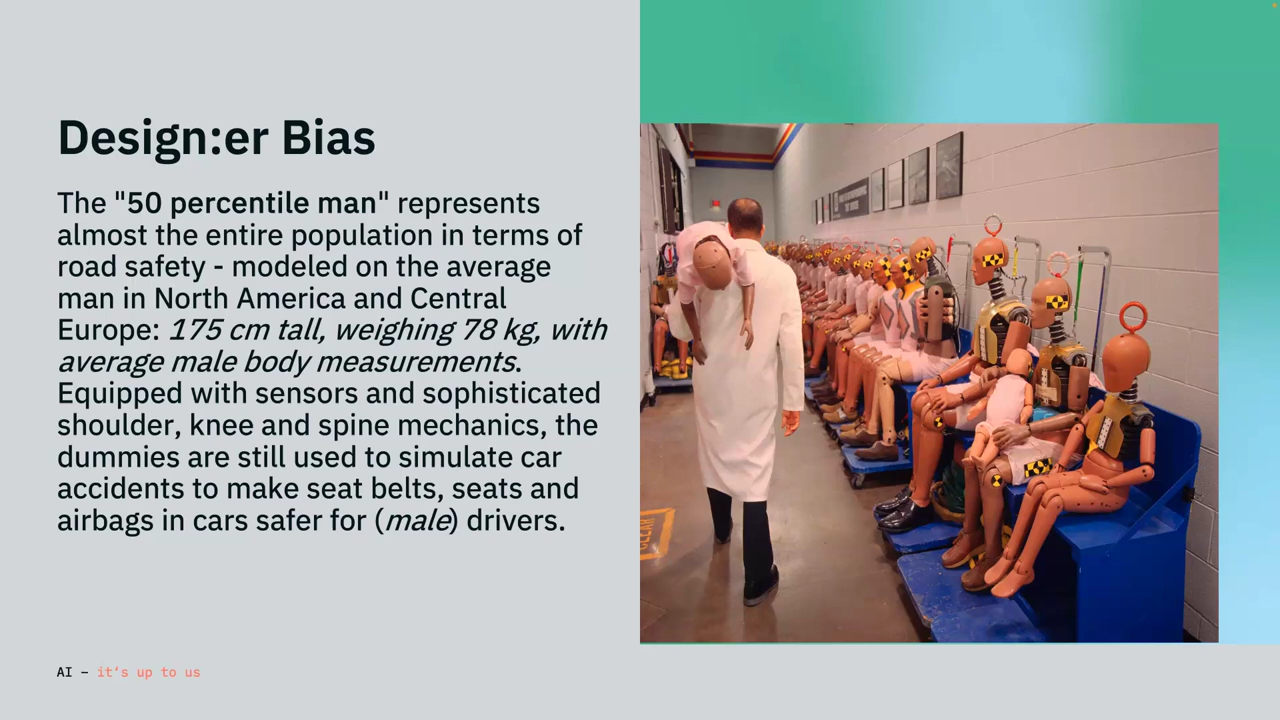 Design:er Bias
The "50 percentile man" represents
almost the entire population in terms of
road safety - modeled on the average
man in North America and Central
Europe: 175 cm tall, weighing 78 kg, with
average male body measurements.
Equipped with sensors and sophisticated
shoulder, knee and spine mechanics, the
dummies are still used to simulate car
accidents to make seat belts, seats and
airbags in cars safer for (male) drivers.
CLEAR
AI – it's up to us